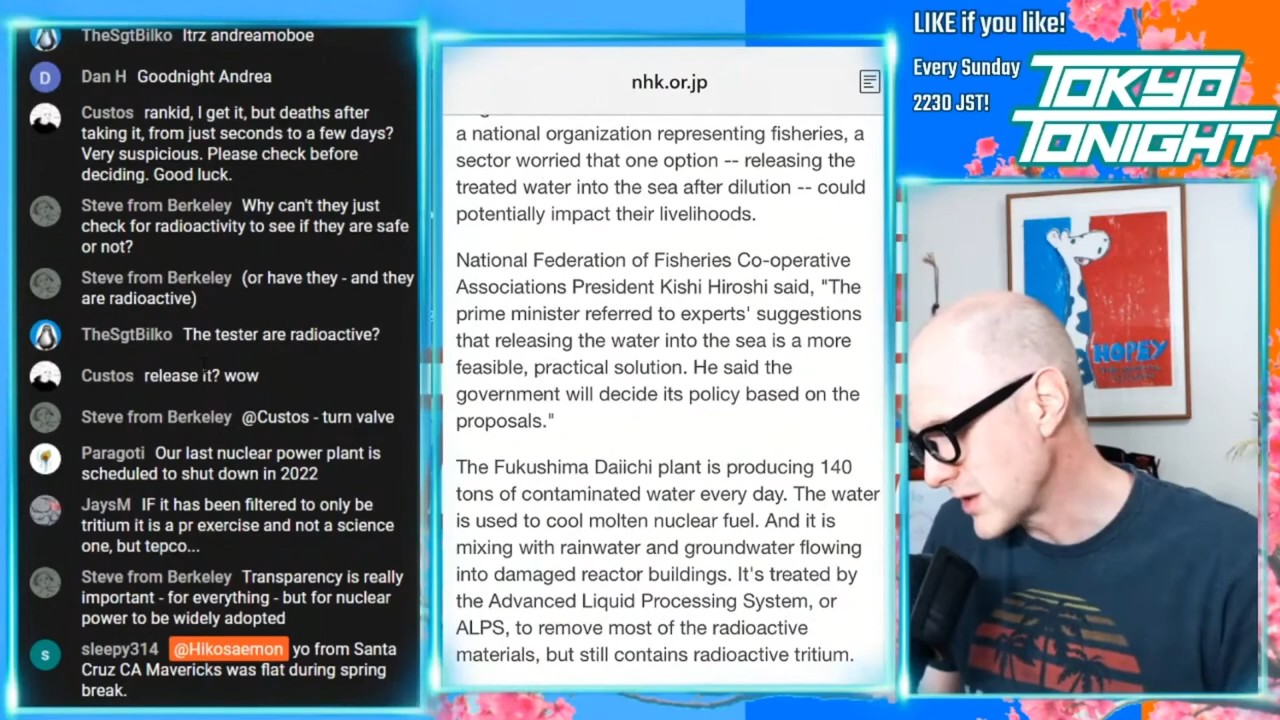 TheSgtBilko ltrz andreamoboe
Dan H Goodnight Andrea
Custos rankid, I get it, but deaths after
taking it, from just seconds to a few days?
Very suspicious. Please check before
deciding. Good luck.
Steve from Berkeley Why can't they just
check for radioactivity to see if they are safe
or not?
Steve from Berkeley (or have they - and they
are radioactive)
TheSgtBilko The tester are radioactive?
Custos release it? wow
Steve from Berkeley @Custos - turn valve
Paragoti Our last nuclear power plant is
scheduled to shut down in 2022
JaysM IF it has been filtered to only be
tritium it is a pr exercise and not a science
one, but tepco...
Steve from Berkeley Transparency is really
important - for everything - but for nuclear
power to be widely adopted
sleepy314 @Hikosaemon yo from Santa
Cruz CA Mavericks was flat during spring
break.
nhk.or.jp
a national organization representing fisheries, a
sector worried that one option -- releasing the
treated water into the sea after dilution -- could
potentially impact their livelihoods.
National Federation of Fisheries Co-operative
Associations President Kishi Hiroshi said, "The
prime minister referred to experts' suggestions
that releasing the water into the sea is a more
feasible, practical solution. He said the
government will decide its policy based on the
proposals."
The Fukushima Daiichi plant is producing 140
tons of contaminated water every day. The water
is used to cool molten nuclear fuel. And it is
mixing with rainwater and groundwater flowing
into damaged reactor buildings. It's treated by
the Advanced Liquid Processing System, or
ALPS, to remove most of the radioactive
materials, but still contains radioactive tritium.
LIKE if you like!
Every Sunday
2230 JST!
TOKYO
TONIGHT
HOPEY
D
S